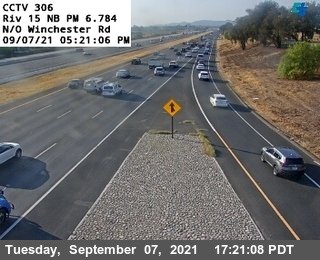 CCTV 306
Riv 15 NB PM 6.784
N/O Winchester Rd
09/07/21 05:21:06 PM
Tuesday, September 07, 2021 17:21:08 PDT